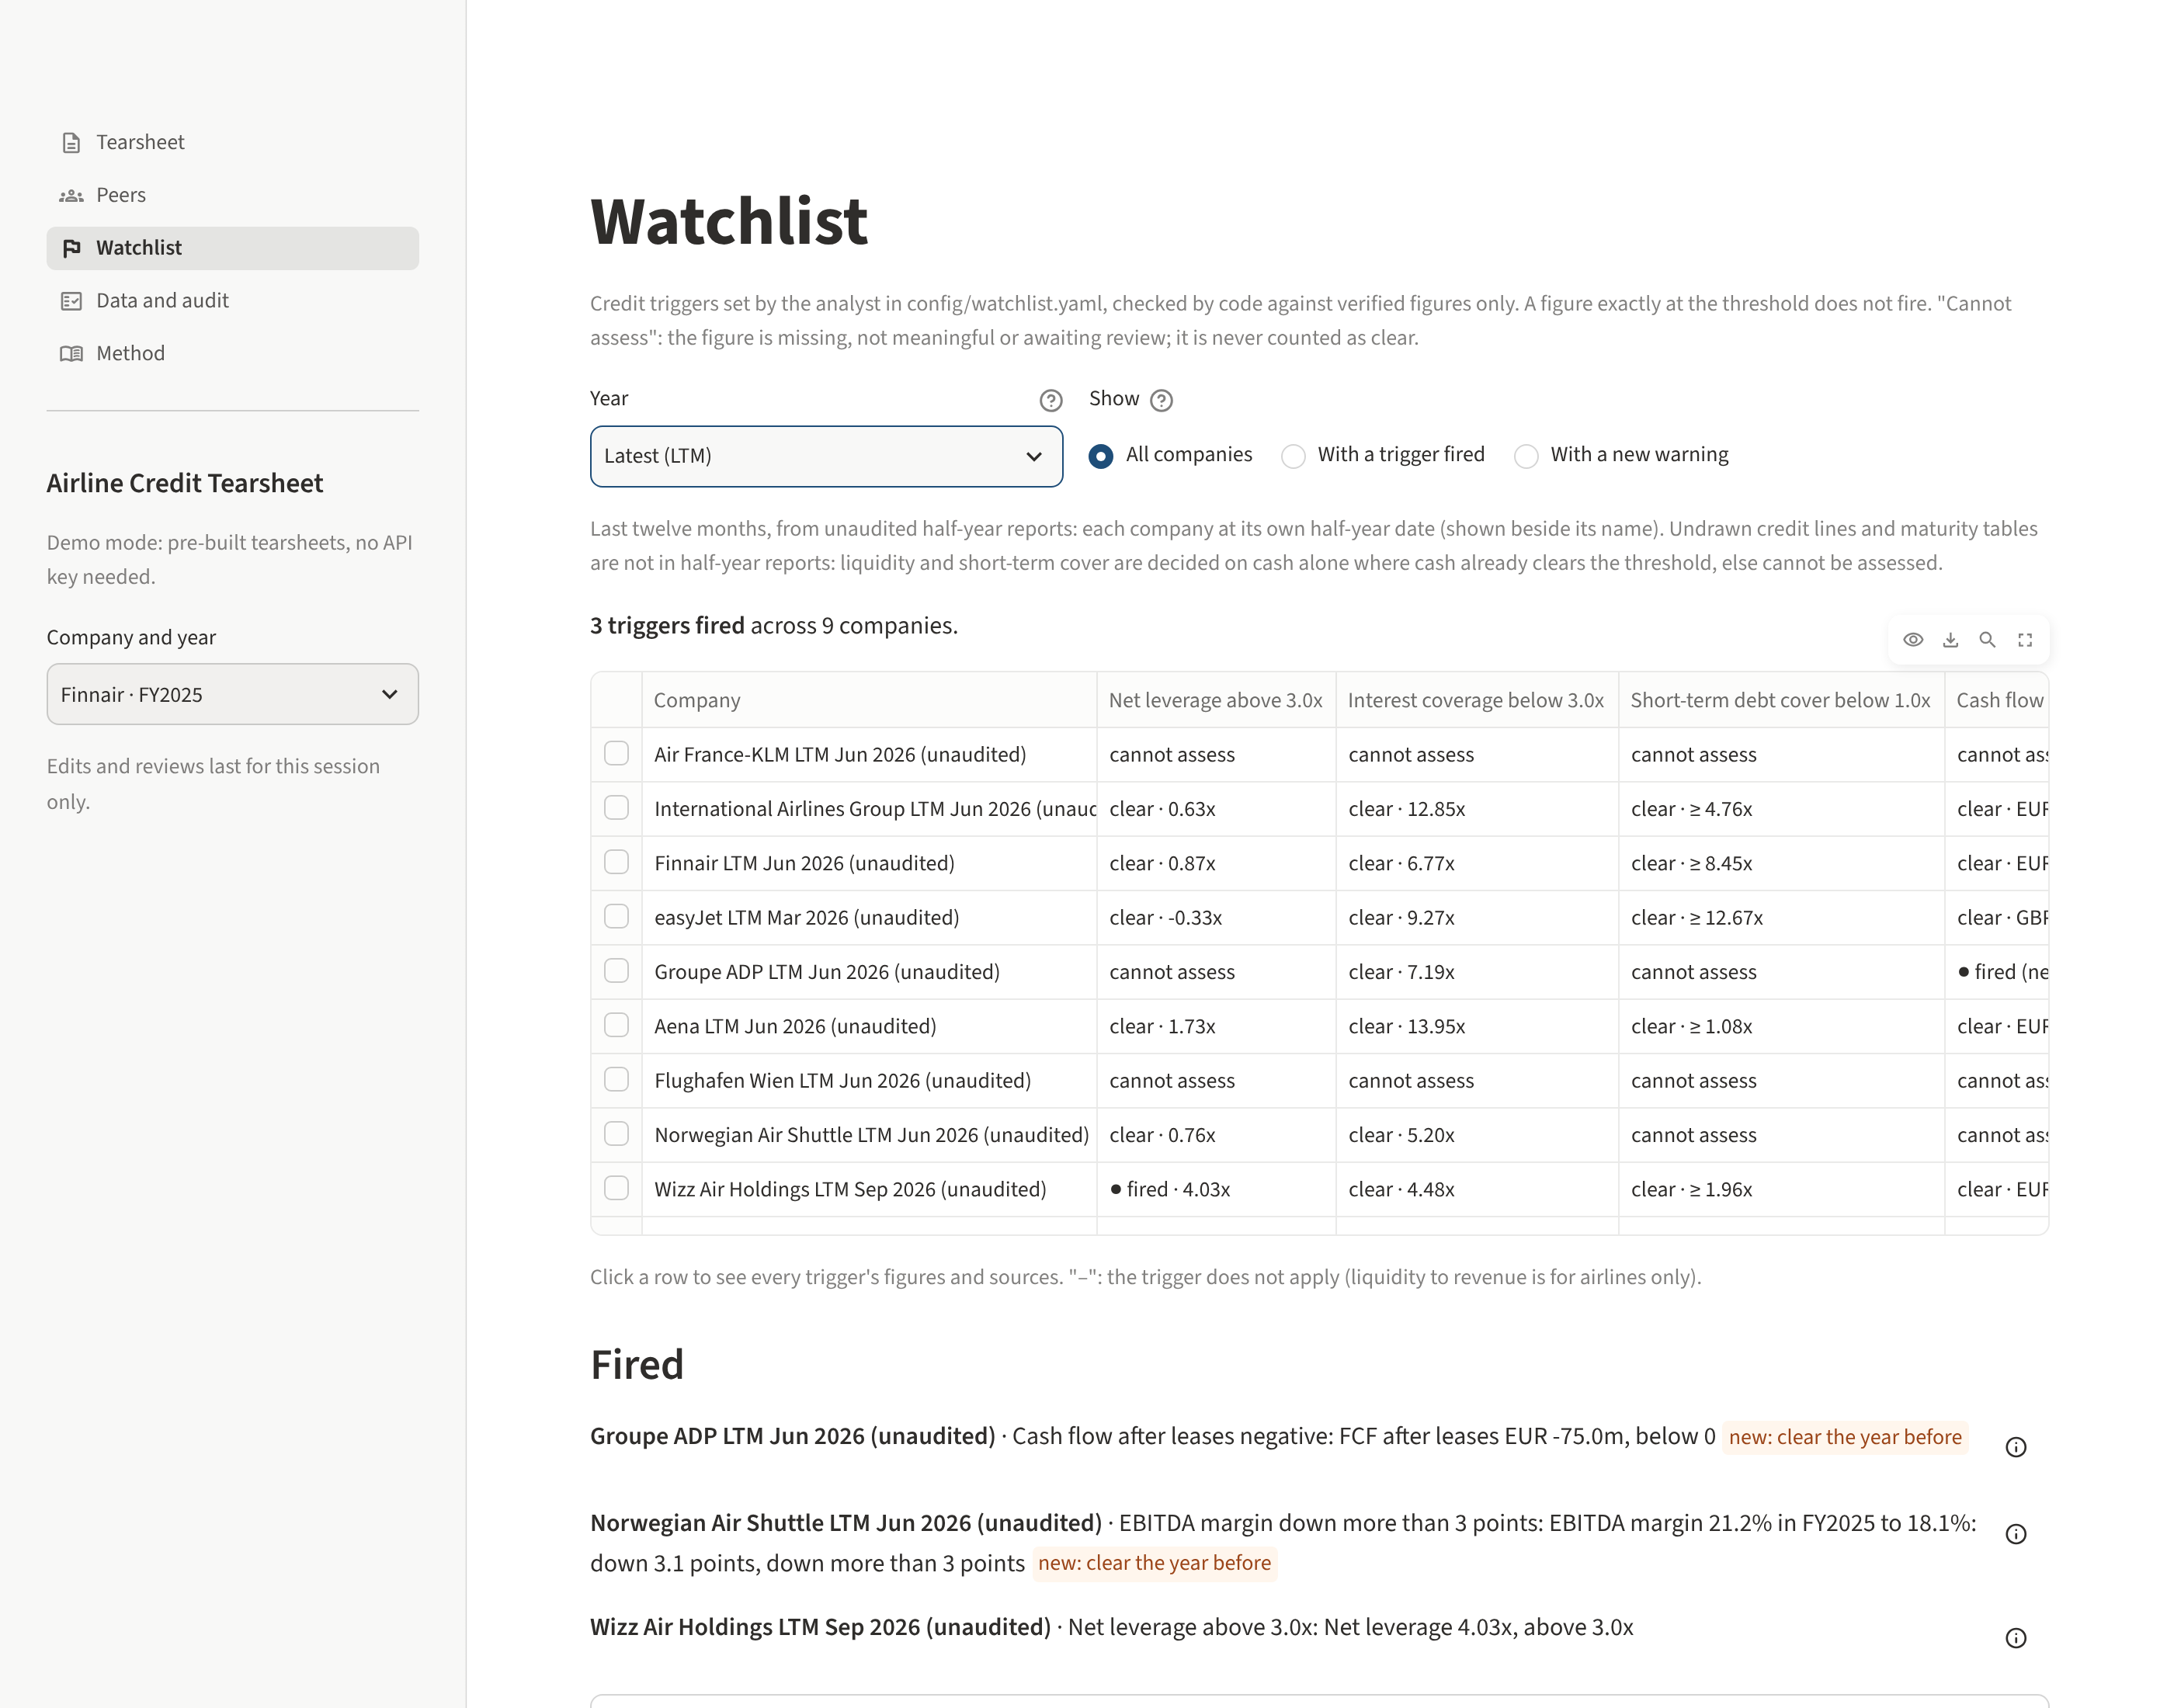 Tearsheet
Peers
Watchlist
Data and audit
Method
Airline Credit Tearsheet
Demo mode: pre-built tearsheets, no API
key needed.
Company and year
Finnair · FY2025
Edits and reviews last for this session
only.
Watchlist
Credit triggers set by the analyst in config/watchlist.yaml, checked by code against verified figures only. A figure exactly at the threshold does not fire. "Cannot
assess": the figure is missing, not meaningful or awaiting review; it is never counted as clear.
Year
Show
Latest (LTM)
All companies
With a trigger fired
With a new warning
Last twelve months, from unaudited half-year reports: each company at its own half-year date (shown beside its name). Undrawn credit lines and maturity tables
are not in half-year reports: liquidity and short-term cover are decided on cash alone where cash already clears the threshold, else cannot be assessed.
3 triggers fired across 9 companies.
Company Net leverage above 3.0x Interest coverage below 3.0x Short-term debt cover below 1.0x Cash flow
Air France-KLM LTM Jun 2026 (unaudited) cannot assess cannot assess cannot assess cannot ass
International Airlines Group LTM Jun 2026 (unaud clear · 0.63x clear · 12.85x clear · ≥ 4.76x clear · EUR
Finnair LTM Jun 2026 (unaudited) clear · 0.87x clear · 6.77x clear · ≥ 8.45x clear · EUR
easyJet LTM Mar 2026 (unaudited) clear · -0.33x clear · 9.27x clear · ≥ 12.67x clear · GBP
Groupe ADP LTM Jun 2026 (unaudited) cannot assess clear · 7.19x cannot assess ● fired (ne
Aena LTM Jun 2026 (unaudited) clear · 1.73x clear · 13.95x clear · ≥ 1.08x clear · EUR
Flughafen Wien LTM Jun 2026 (unaudited) cannot assess cannot assess cannot assess cannot ass
Norwegian Air Shuttle LTM Jun 2026 (unaudited) clear · 0.76x clear · 5.20x cannot assess cannot ass
Wizz Air Holdings LTM Sep 2026 (unaudited) ● fired · 4.03x clear · 4.48x clear · ≥ 1.96x clear · EUR
Click a row to see every trigger's figures and sources. "–": the trigger does not apply (liquidity to revenue is for airlines only).
Fired
Groupe ADP LTM Jun 2026 (unaudited) · Cash flow after leases negative: FCF after leases EUR -75.0m, below 0 new: clear the year before
Norwegian Air Shuttle LTM Jun 2026 (unaudited) · EBITDA margin down more than 3 points: EBITDA margin 21.2% in FY2025 to 18.1%:
down 3.1 points, down more than 3 points new: clear the year before
Wizz Air Holdings LTM Sep 2026 (unaudited) · Net leverage above 3.0x: Net leverage 4.03x, above 3.0x